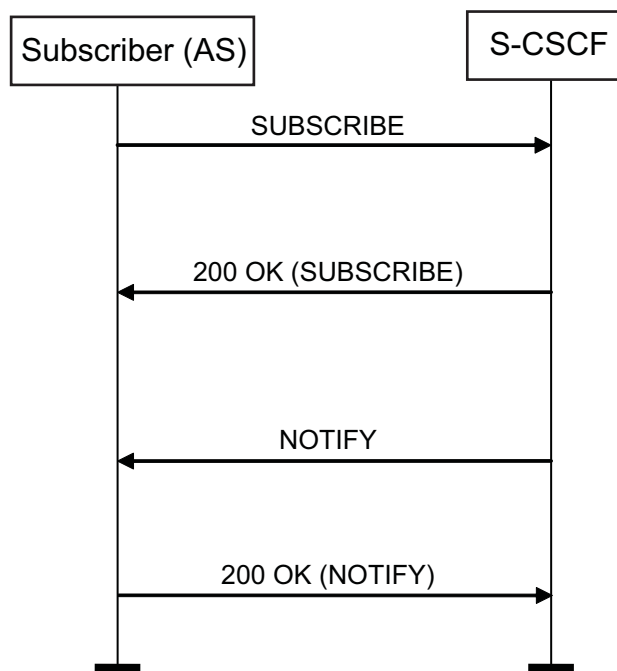 Subscriber (AS)
S-CSCF
SUBSCRIBE
200 OK (SUBSCRIBE)
NOTIFY
200 OK (NOTIFY)